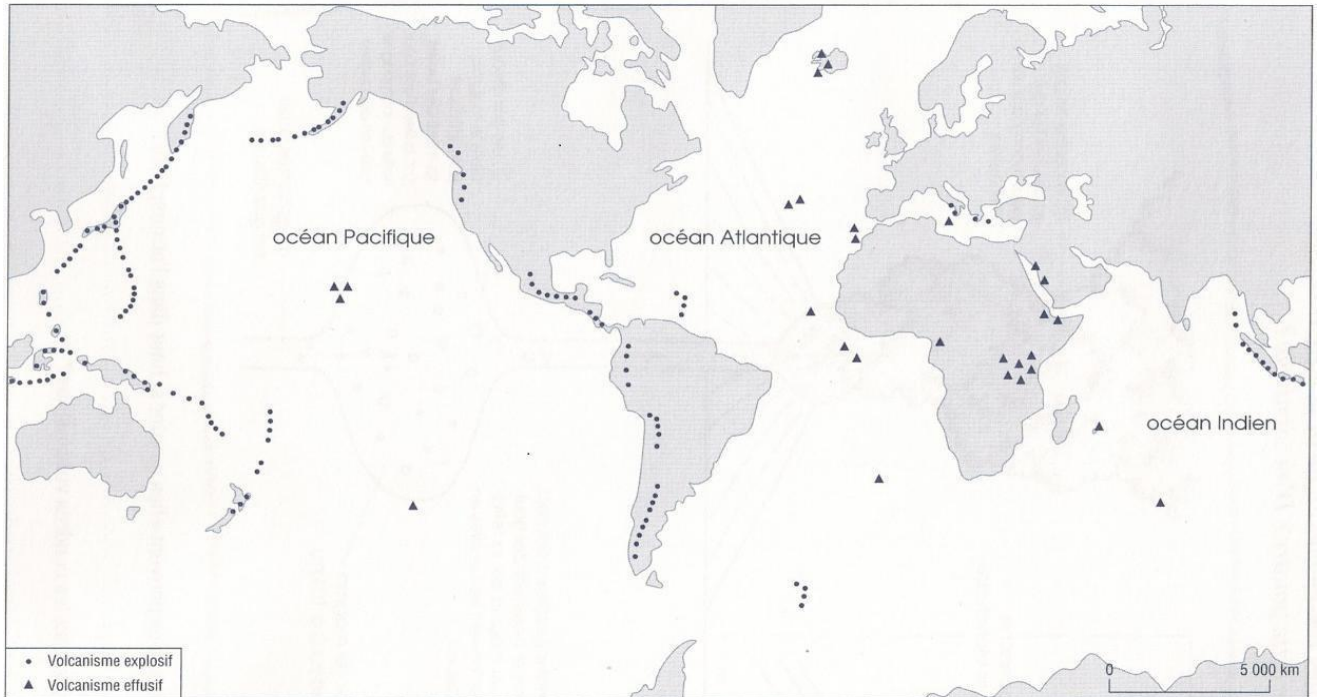 océan Pacifique
océan Atlantique
océan Indien
Volcanisme explosif
Volcanisme effusif
0 5 000 km